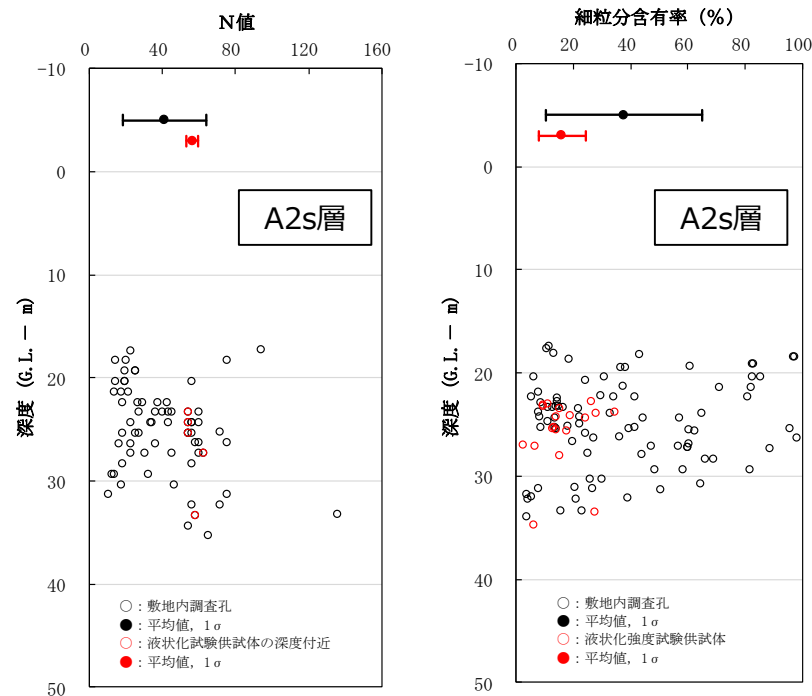 N値
0 40 80 120 160
-10
0
10
20
30
40
50
深度 (G.L. － m)
A2s層
○：敷地内調査孔
●：平均値，1σ
○：液状化試験供試体の深度付近
●：平均値，1σ
細粒分含有率（%）
0 20 40 60 80 100
-10
0
10
20
30
40
50
深度 (G.L. － m)
A2s層
○：敷地内調査孔
●：平均値，1σ
○：液状化強度試験供試体
●：平均値，1σ